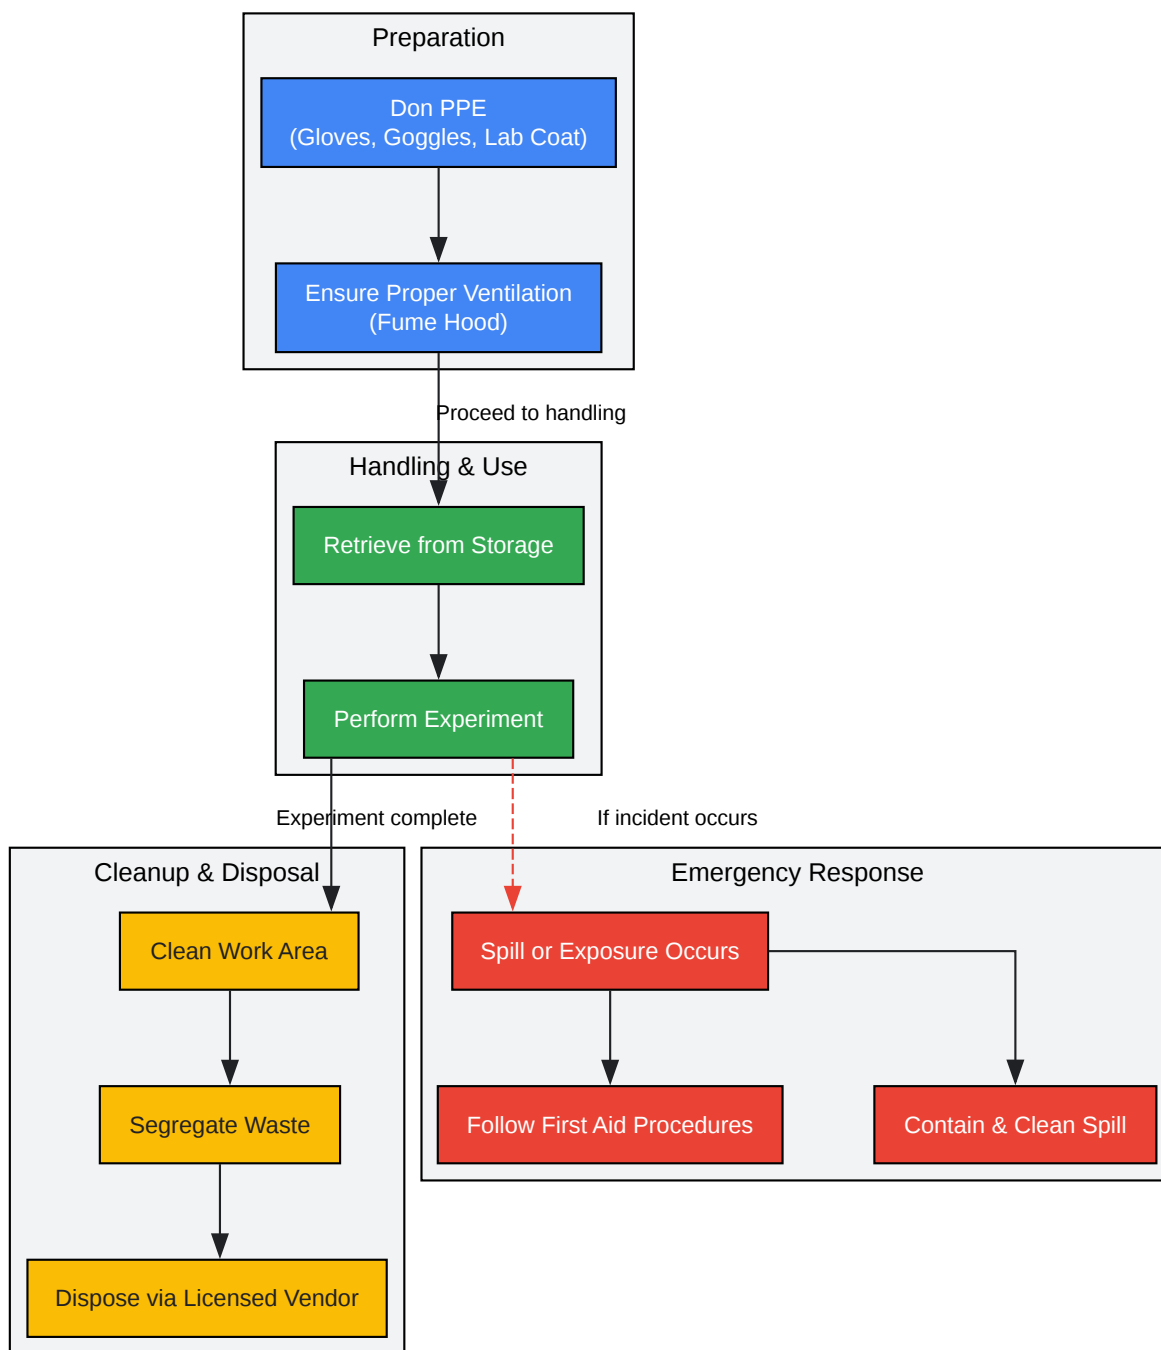 Preparation
Don PPE
(Gloves, Goggles, Lab Coat)
Ensure Proper Ventilation
(Fume Hood)
Proceed to handling
Handling & Use
Retrieve from Storage
Perform Experiment
Experiment complete
If incident occurs
Cleanup & Disposal
Clean Work Area
Segregate Waste
Dispose via Licensed Vendor
Emergency Response
Spill or Exposure Occurs
Follow First Aid Procedures
Contain & Clean Spill